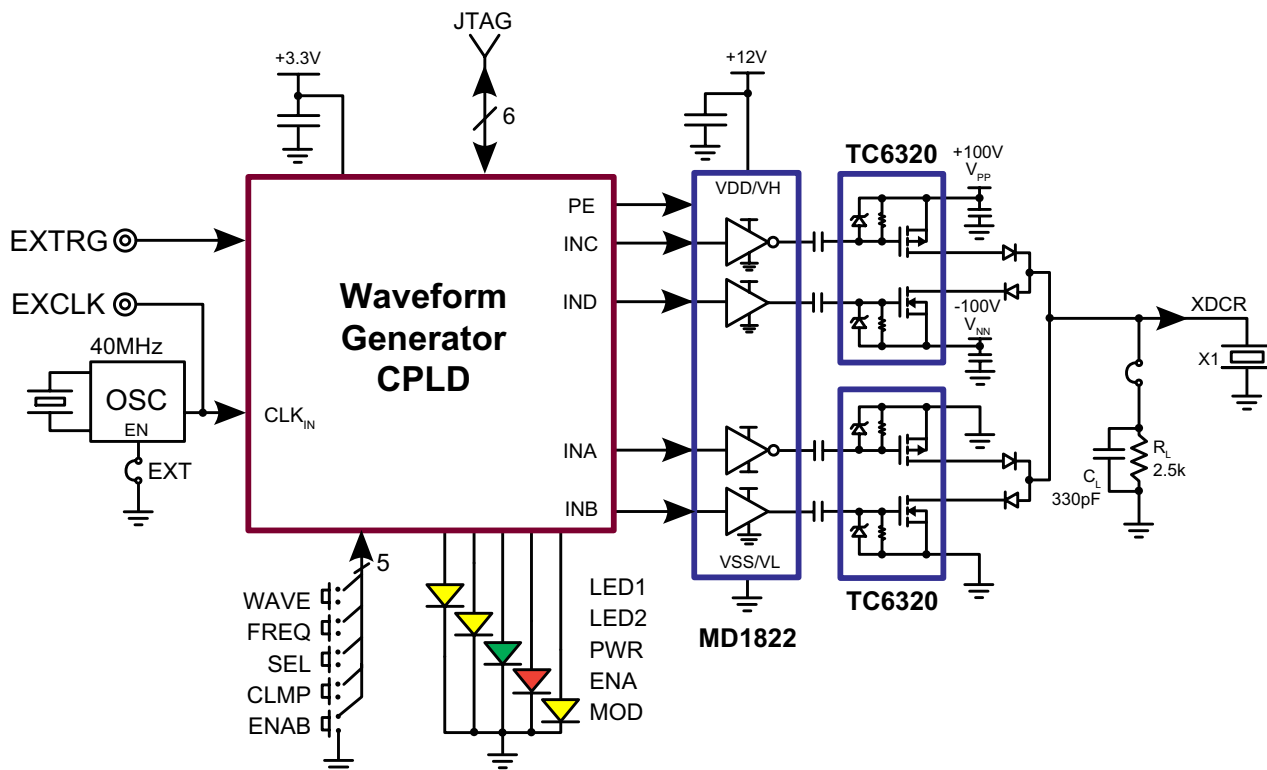 JTAG
+3.3V
6
+12V
TC6320
+100V
VPP
VDD/VH
PE
EXTRG
INC
EXCLK
Waveform
Generator
CPLD
IND
-100V
VNN
XDCR
X1
40MHz
OSC
EN
CLKIN
EXT
INA
RL
2.5k
CL
330pF
INB
VSS/VL
5
TC6320
MD1822
WAVE
FREQ
SEL
CLMP
ENAB
LED1
LED2
PWR
ENA
MOD